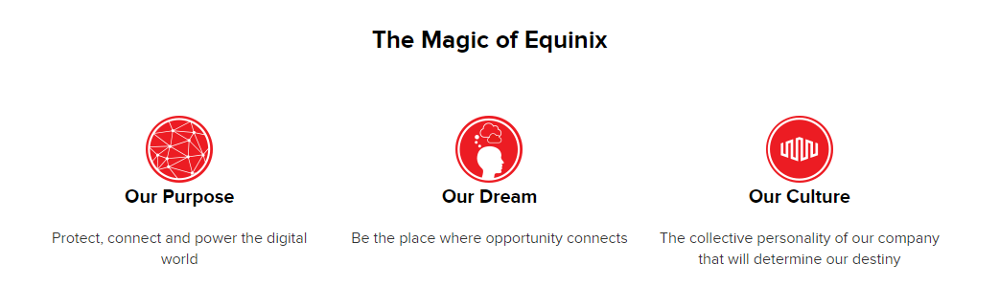 The Magic of Equinix
Our Purpose
Protect, connect and power the digital
world
Our Dream
Be the place where opportunity connects
Our Culture
The collective personality of our company
that will determine our destiny